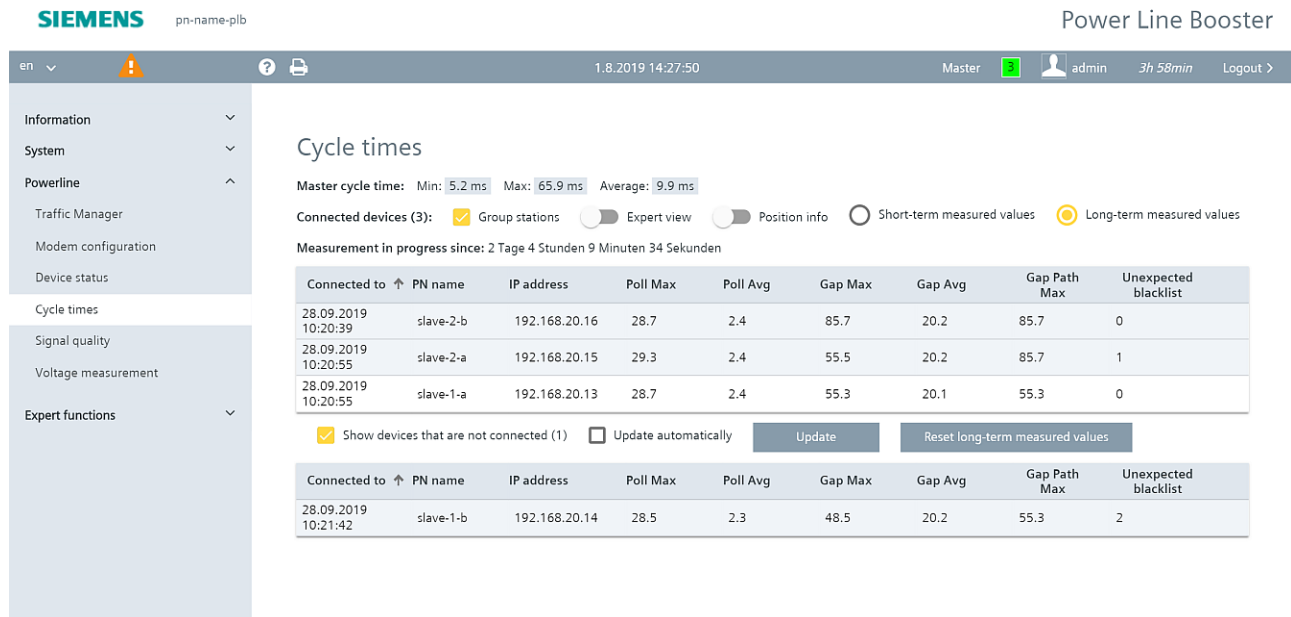 SIEMENS pn-name-plb Power Line Booster
en 1.8.2019 14:27:50 Master 3 admin 3h 58min Logout
Information
System
Powerline
Traffic Manager
Modem configuration
Device status
Cycle times
Signal quality
Voltage measurement
Expert functions
Cycle times
Master cycle time: Min: 5.2 ms Max: 65.9 ms Average: 9.9 ms
Connected devices (3): Group stations Expert view Position info Short-term measured values Long-term measured values
Measurement in progress since: 2 Tage 4 Stunden 9 Minuten 34 Sekunden
Connected to PN name IP address Poll Max Poll Avg Gap Max Gap Avg Gap Path Max Unexpected blacklist
28.09.2019 10:20:39 slave-2-b 192.168.20.16 28.7 2.4 85.7 20.2 85.7 0
28.09.2019 10:20:55 slave-2-a 192.168.20.15 29.3 2.4 55.5 20.2 85.7 1
28.09.2019 10:20:55 slave-1-a 192.168.20.13 28.7 2.4 55.3 20.1 55.3 0
Show devices that are not connected (1) Update automatically Update Reset long-term measured values
Connected to PN name IP address Poll Max Poll Avg Gap Max Gap Avg Gap Path Max Unexpected blacklist
28.09.2019 10:21:42 slave-1-b 192.168.20.14 28.5 2.3 48.5 20.2 55.3 2